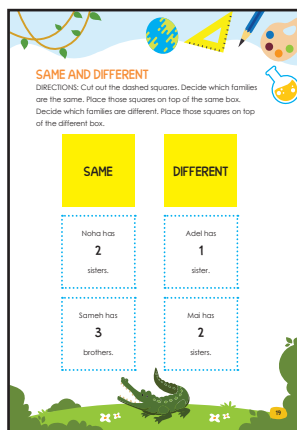 SAME AND DIFFERENT
DIRECTIONS: Cut out the dashed squares. Decide which families
are the same. Place those squares on top of the same box.
Decide which families are different. Place those squares on top
of the different box.
SAME
DIFFERENT
Noha has
2
sisters.
Adel has
1
sister.
Sameh has
3
brothers.
Mai has
2
sisters.
19